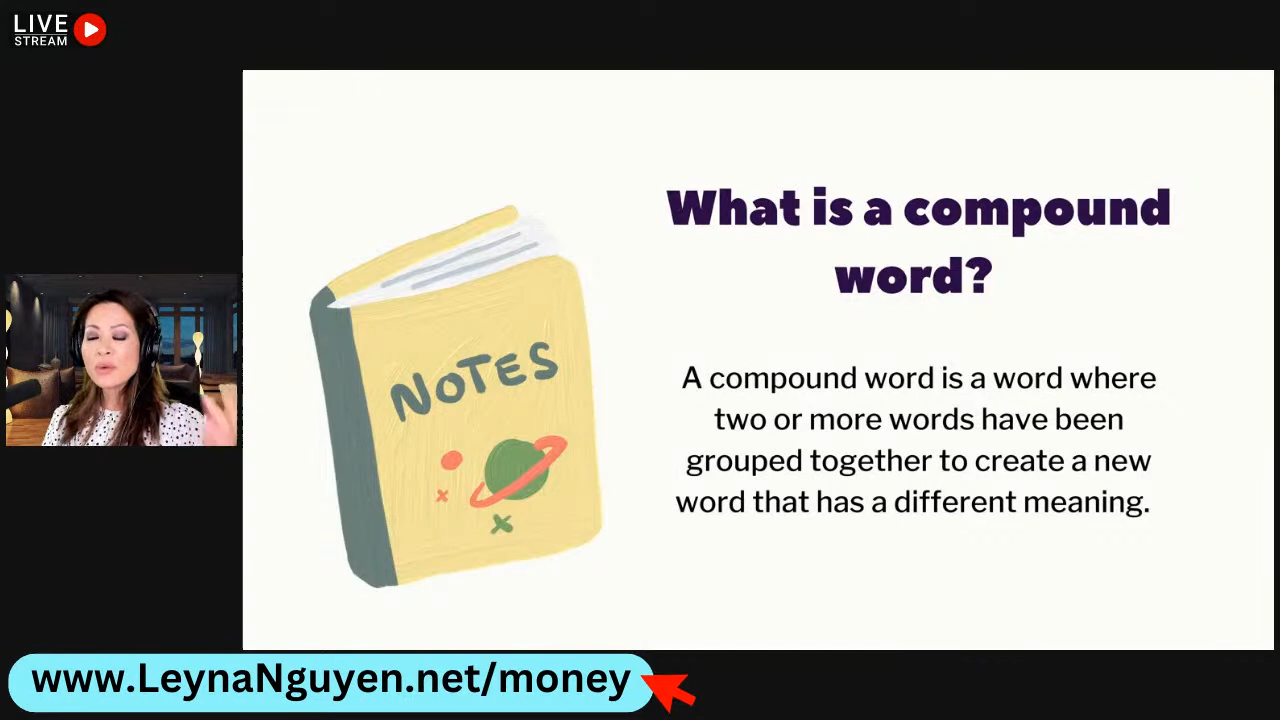 LIVE
STREAM
What is a compound
word?
NOTES
A compound word is a word where
two or more words have been
grouped together to create a new
word that has a different meaning.
www.LeynaNguyen.net/money